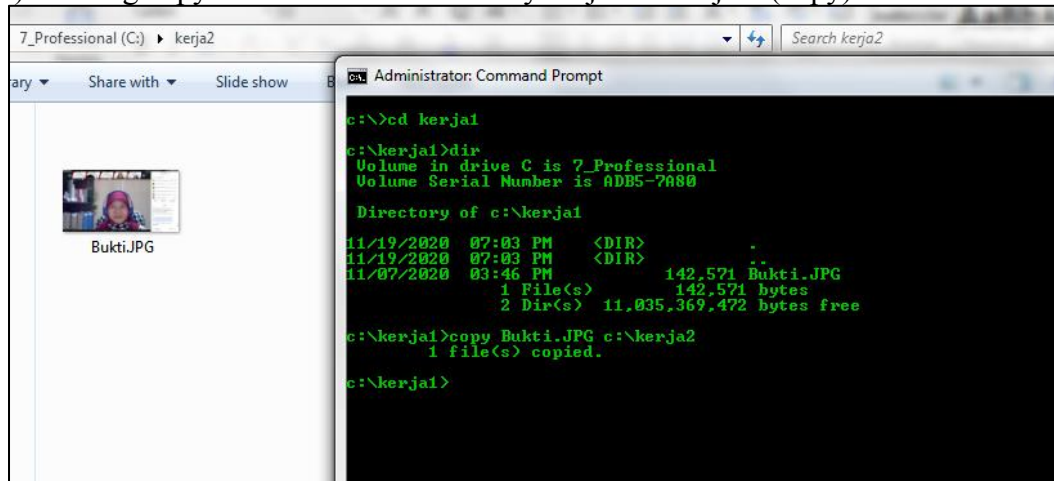 7_Professional (C:) ▸ kerja2
Search kerja2
Share with ▾
Slide show
Bukti.JPG
Administrator: Command Prompt
c:\>cd kerja1
c:\kerja1>dir
Volume in drive C is 7_Professional
Volume Serial Number is ADB5-7A80
Directory of c:\kerja1
11/19/2020 07:03 PM <DIR> .
11/19/2020 07:03 PM <DIR> ..
11/07/2020 03:46 PM 142,571 Bukti.JPG
1 File(s) 142,571 bytes
2 Dir(s) 11,035,369,472 bytes free
c:\kerja1>copy Bukti.JPG c:\kerja2
1 file(s) copied.
c:\kerja1>